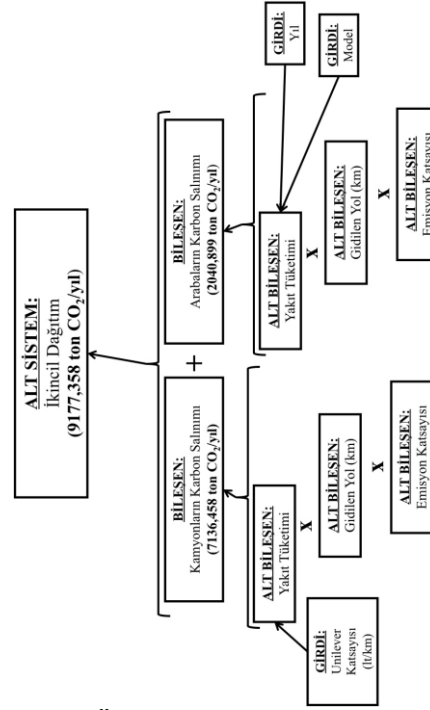 ALT SİSTEM:
İkincil Dağıtım
(9177,358 ton CO2/yıl)
BİLEŞEN:
Kamyonların Karbon Salınımı
(7136,458 ton CO2/yıl)
+
BİLEŞEN:
Arabaların Karbon Salınımı
(2040,899 ton CO2/yıl)
GİRDİ:
Unilever
Katsayısı
(lt/km)
ALT BİLEŞEN:
Yakıt Tüketimi
X
ALT BİLEŞEN:
Gidilen Yol (km)
X
ALT BİLEŞEN:
Emisyon Katsayısı
ALT BİLEŞEN:
Yakıt Tüketimi
X
ALT BİLEŞEN:
Gidilen Yol (km)
X
ALT BİLEŞEN:
Emisyon Katsayısı
GİRDİ:
Yıl
GİRDİ:
Model